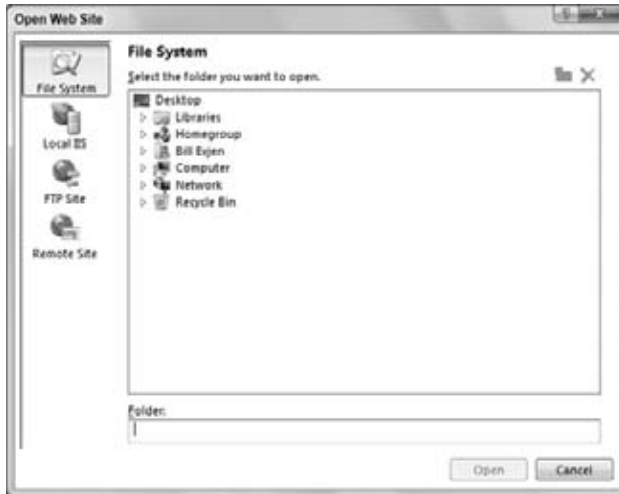 Open Web Site
File System
Local IIS
FTP Site
Remote Site
File System
Select the folder you want to open.
Desktop
Libraries
Homegroup
Bill Evjen
Computer
Network
Recycle Bin
Folder:
Open
Cancel